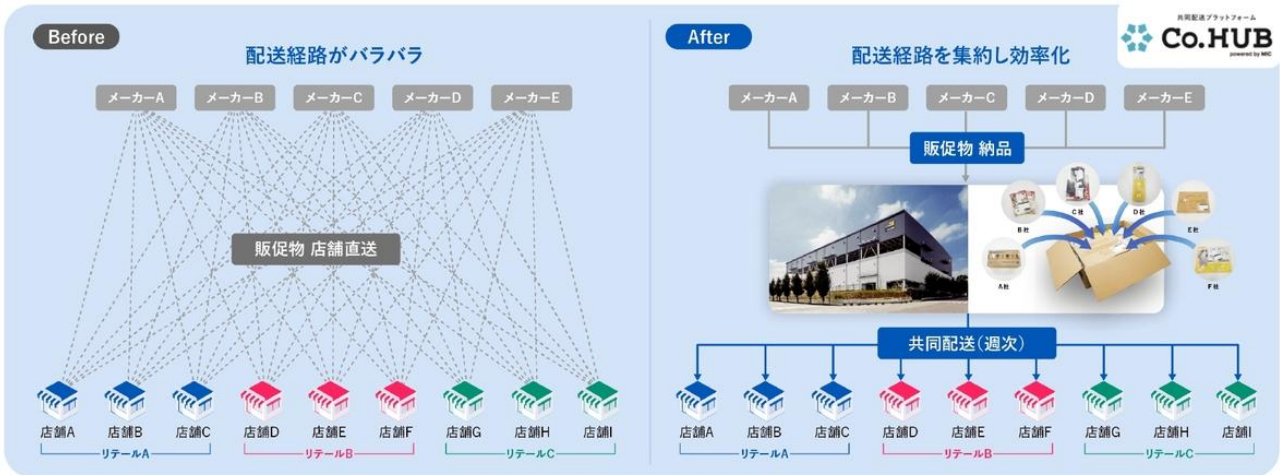 Before
配送経路がバラバラ
メーカーA メーカーB メーカーC メーカーD メーカーE
販促物 店舗直送
店舗A 店舗B 店舗C 店舗D 店舗E 店舗F 店舗G 店舗H 店舗I
リテールA リテールB リテールC
After
共同配送プラットフォーム
Co.HUB
powered by MIC
配送経路を集約し効率化
メーカーA メーカーB メーカーC メーカーD メーカーE
販促物 納品
A社 B社 C社 D社 E社 F社
共同配送(週次)
店舗A 店舗B 店舗C 店舗D 店舗E 店舗F 店舗G 店舗H 店舗I
リテールA リテールB リテールC